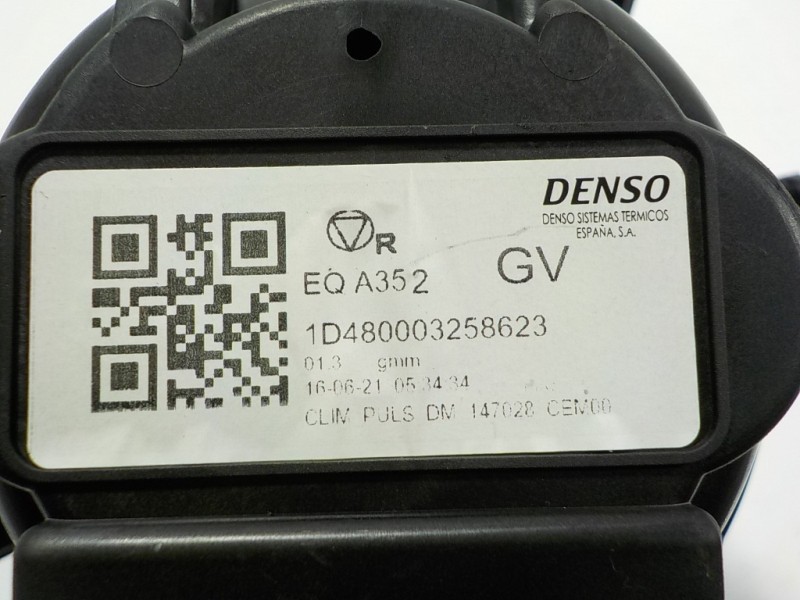 DENSO
DENSO SISTEMAS TERMICOS
ESPAÑA, S.A.
R
GV
EQ A352
1D480003258623
01.3 gmm
16-06-21 05:34:34
CLIM PULS DM 147028 CEM00